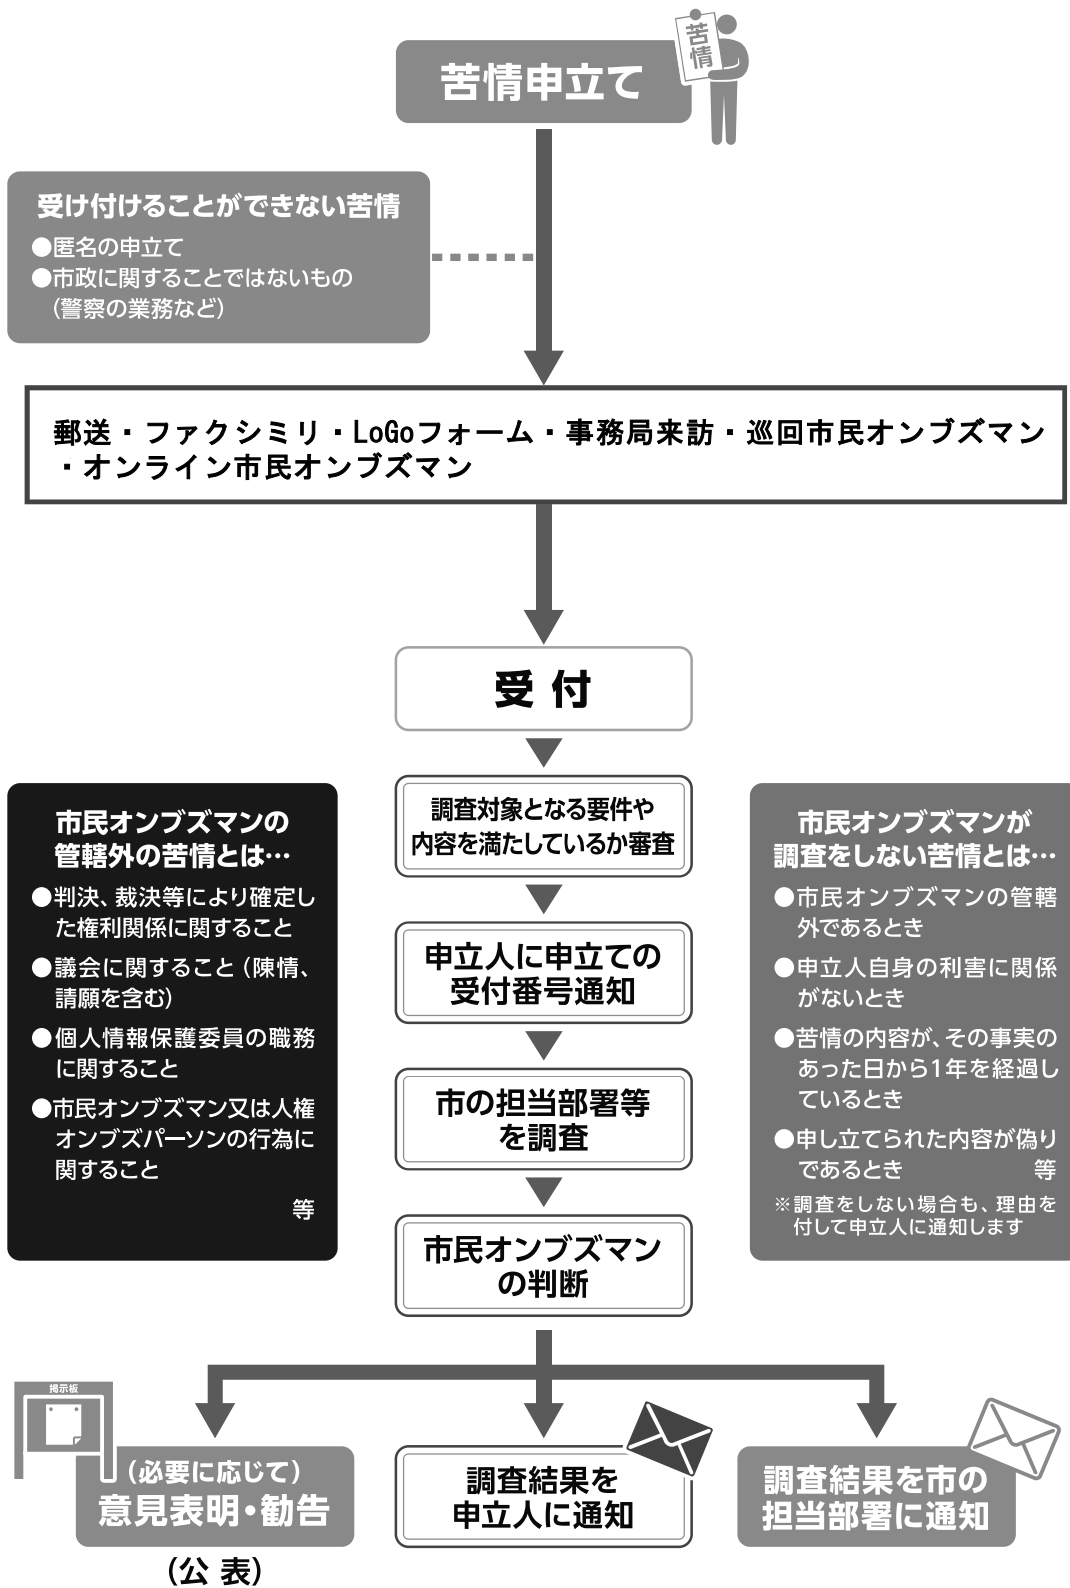 苦情
苦情申立て
受け付けることができない苦情
●匿名の申立て
●市政に関することではないもの
(警察の業務など)
郵送・ファクシミリ・LoGoフォーム・事務局来訪・巡回市民オンブズマン
・オンライン市民オンブズマン
受 付
調査対象となる要件や
内容を満たしているか審査
申立人に申立ての
受付番号通知
市の担当部署等
を調査
市民オンブズマン
の判断
市民オンブズマンの
管轄外の苦情とは…
●判決、裁決等により確定し
た権利関係に関すること
●議会に関すること(陳情、
請願を含む)
●個人情報保護委員の職務
に関すること
●市民オンブズマン又は人権
オンブズパーソンの行為に
関すること
等
市民オンブズマンが
調査をしない苦情とは…
●市民オンブズマンの管轄
外であるとき
●申立人自身の利害に関係
がないとき
●苦情の内容が、その事実の
あった日から1年を経過し
ているとき
●申し立てられた内容が偽り
であるとき 等
※調査をしない場合も、理由を
付して申立人に通知します
掲示板
(必要に応じて)
意見表明・勧告
(公 表)
調査結果を
申立人に通知
調査結果を市の
担当部署に通知